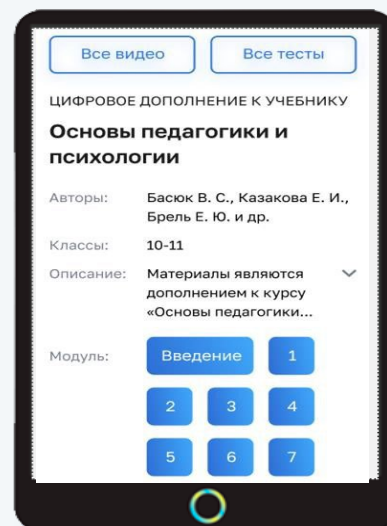 Все видео Все тесты
ЦИФРОВОЕ ДОПОЛНЕНИЕ К УЧЕБНИКУ
Основы педагогики и
психологии
Авторы: Басюк В. С., Казакова Е. И.,
Брель Е. Ю. и др.
Классы: 10-11
Описание: Материалы являются
дополнением к курсу
«Основы педагогики...
Модуль: Введение 1
2 3 4
5 6 7